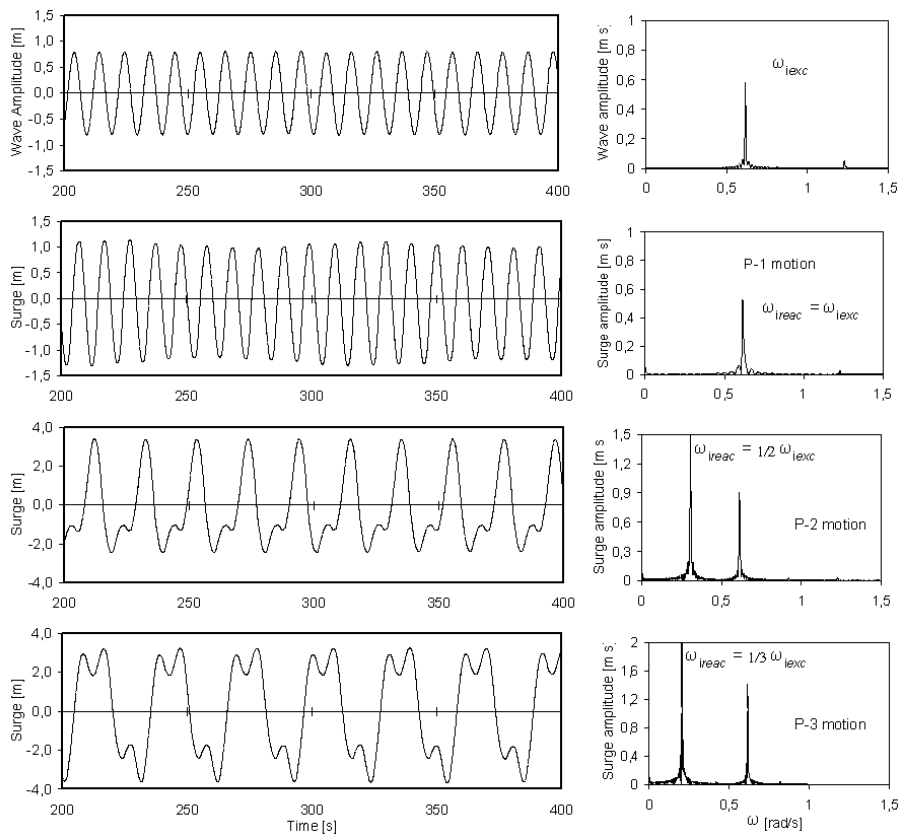 Wave Amplitude [m]
1,5
1,0
0,5
0,0
-0,5
-1,0
-1,5
200 250 300 350 400
Wave amplitude [m s]
1
0,8
0,6
0,4
0,2
0
0 0,5 1 1,5
ωiexc
Surge [m]
1,5
1,0
0,5
0,0
-0,5
-1,0
-1,5
200 250 300 350 400
Surge amplitude [m s]
1
0,8
0,6
0,4
0,2
0
0 0,5 1 1,5
P-1 motion
ωireac = ωiexc
Surge [m]
4,0
2,0
0,0
-2,0
-4,0
200 250 300 350 400
Surge amplitude [m s]
1,5
1,2
0,9
0,6
0,3
0
0 0,5 1 1,5
ωireac = 1/2 ωiexc
P-2 motion
Surge [m]
4,0
2,0
0,0
-2,0
-4,0
200 250 300 350 400
Time [s]
Surge amplitude [m s]
2
1,6
1,2
0,8
0,4
0
0 0,5 1 1,5
ωireac = 1/3 ωiexc
P-3 motion
ω [rad/s]